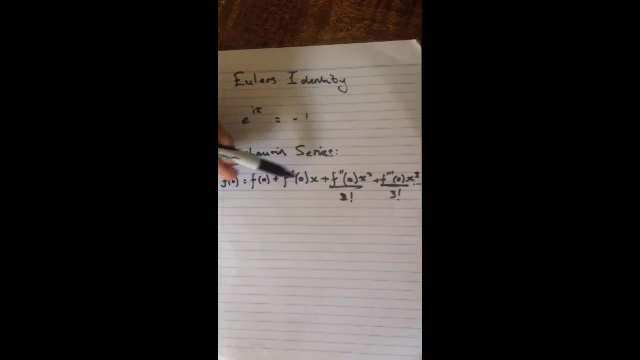 Eulers Identity
e^{iπ} = -1
Series:
f(x) = f(0) + f'(0)x + f''(0)x²/2! + f'''(0)x³/3! ...